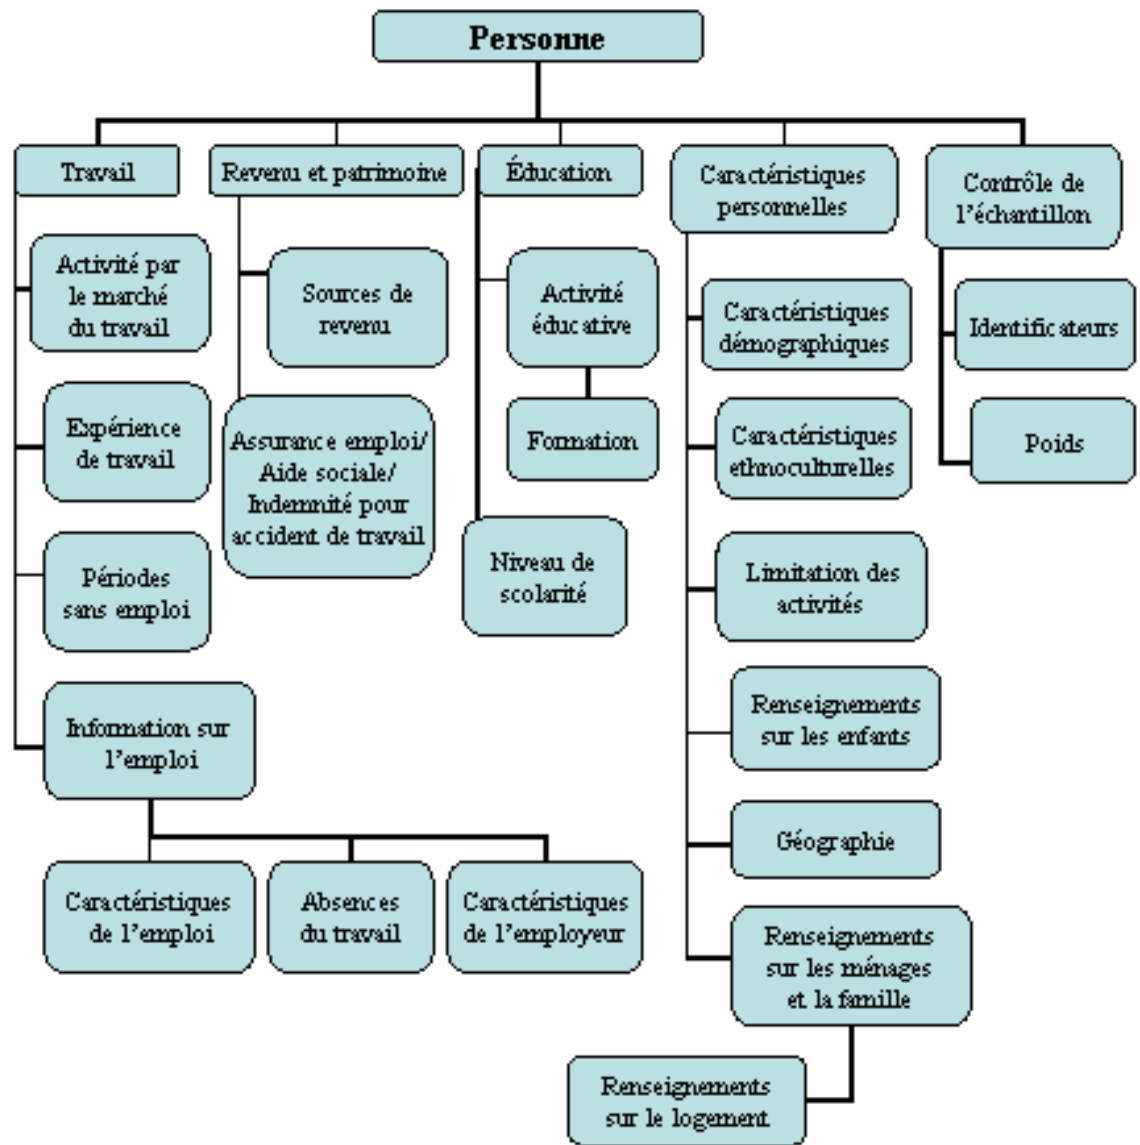 Personne
Travail
Revenu et patrimoine
Éducation
Caractéristiques
personnelles
Contrôle de
l'échantillon
Activité par
le marché
du travail
Expérience
de travail
Périodes
sans emploi
Information sur
l'emploi
Caractéristiques
de l'emploi
Absences
du travail
Caractéristiques
de l'employeur
Sources de
revenu
Assurance emploi/
Aide sociale/
Indemnité pour
accident de travail
Activité
éducative
Formation
Niveau de
scolarité
Caractéristiques
démographiques
Caractéristiques
ethnoculturelles
Limitation des
activités
Renseignements
sur les enfants
Géographie
Renseignements
sur les ménages
et la famille
Renseignements
sur le logement
Identificateurs
Poids